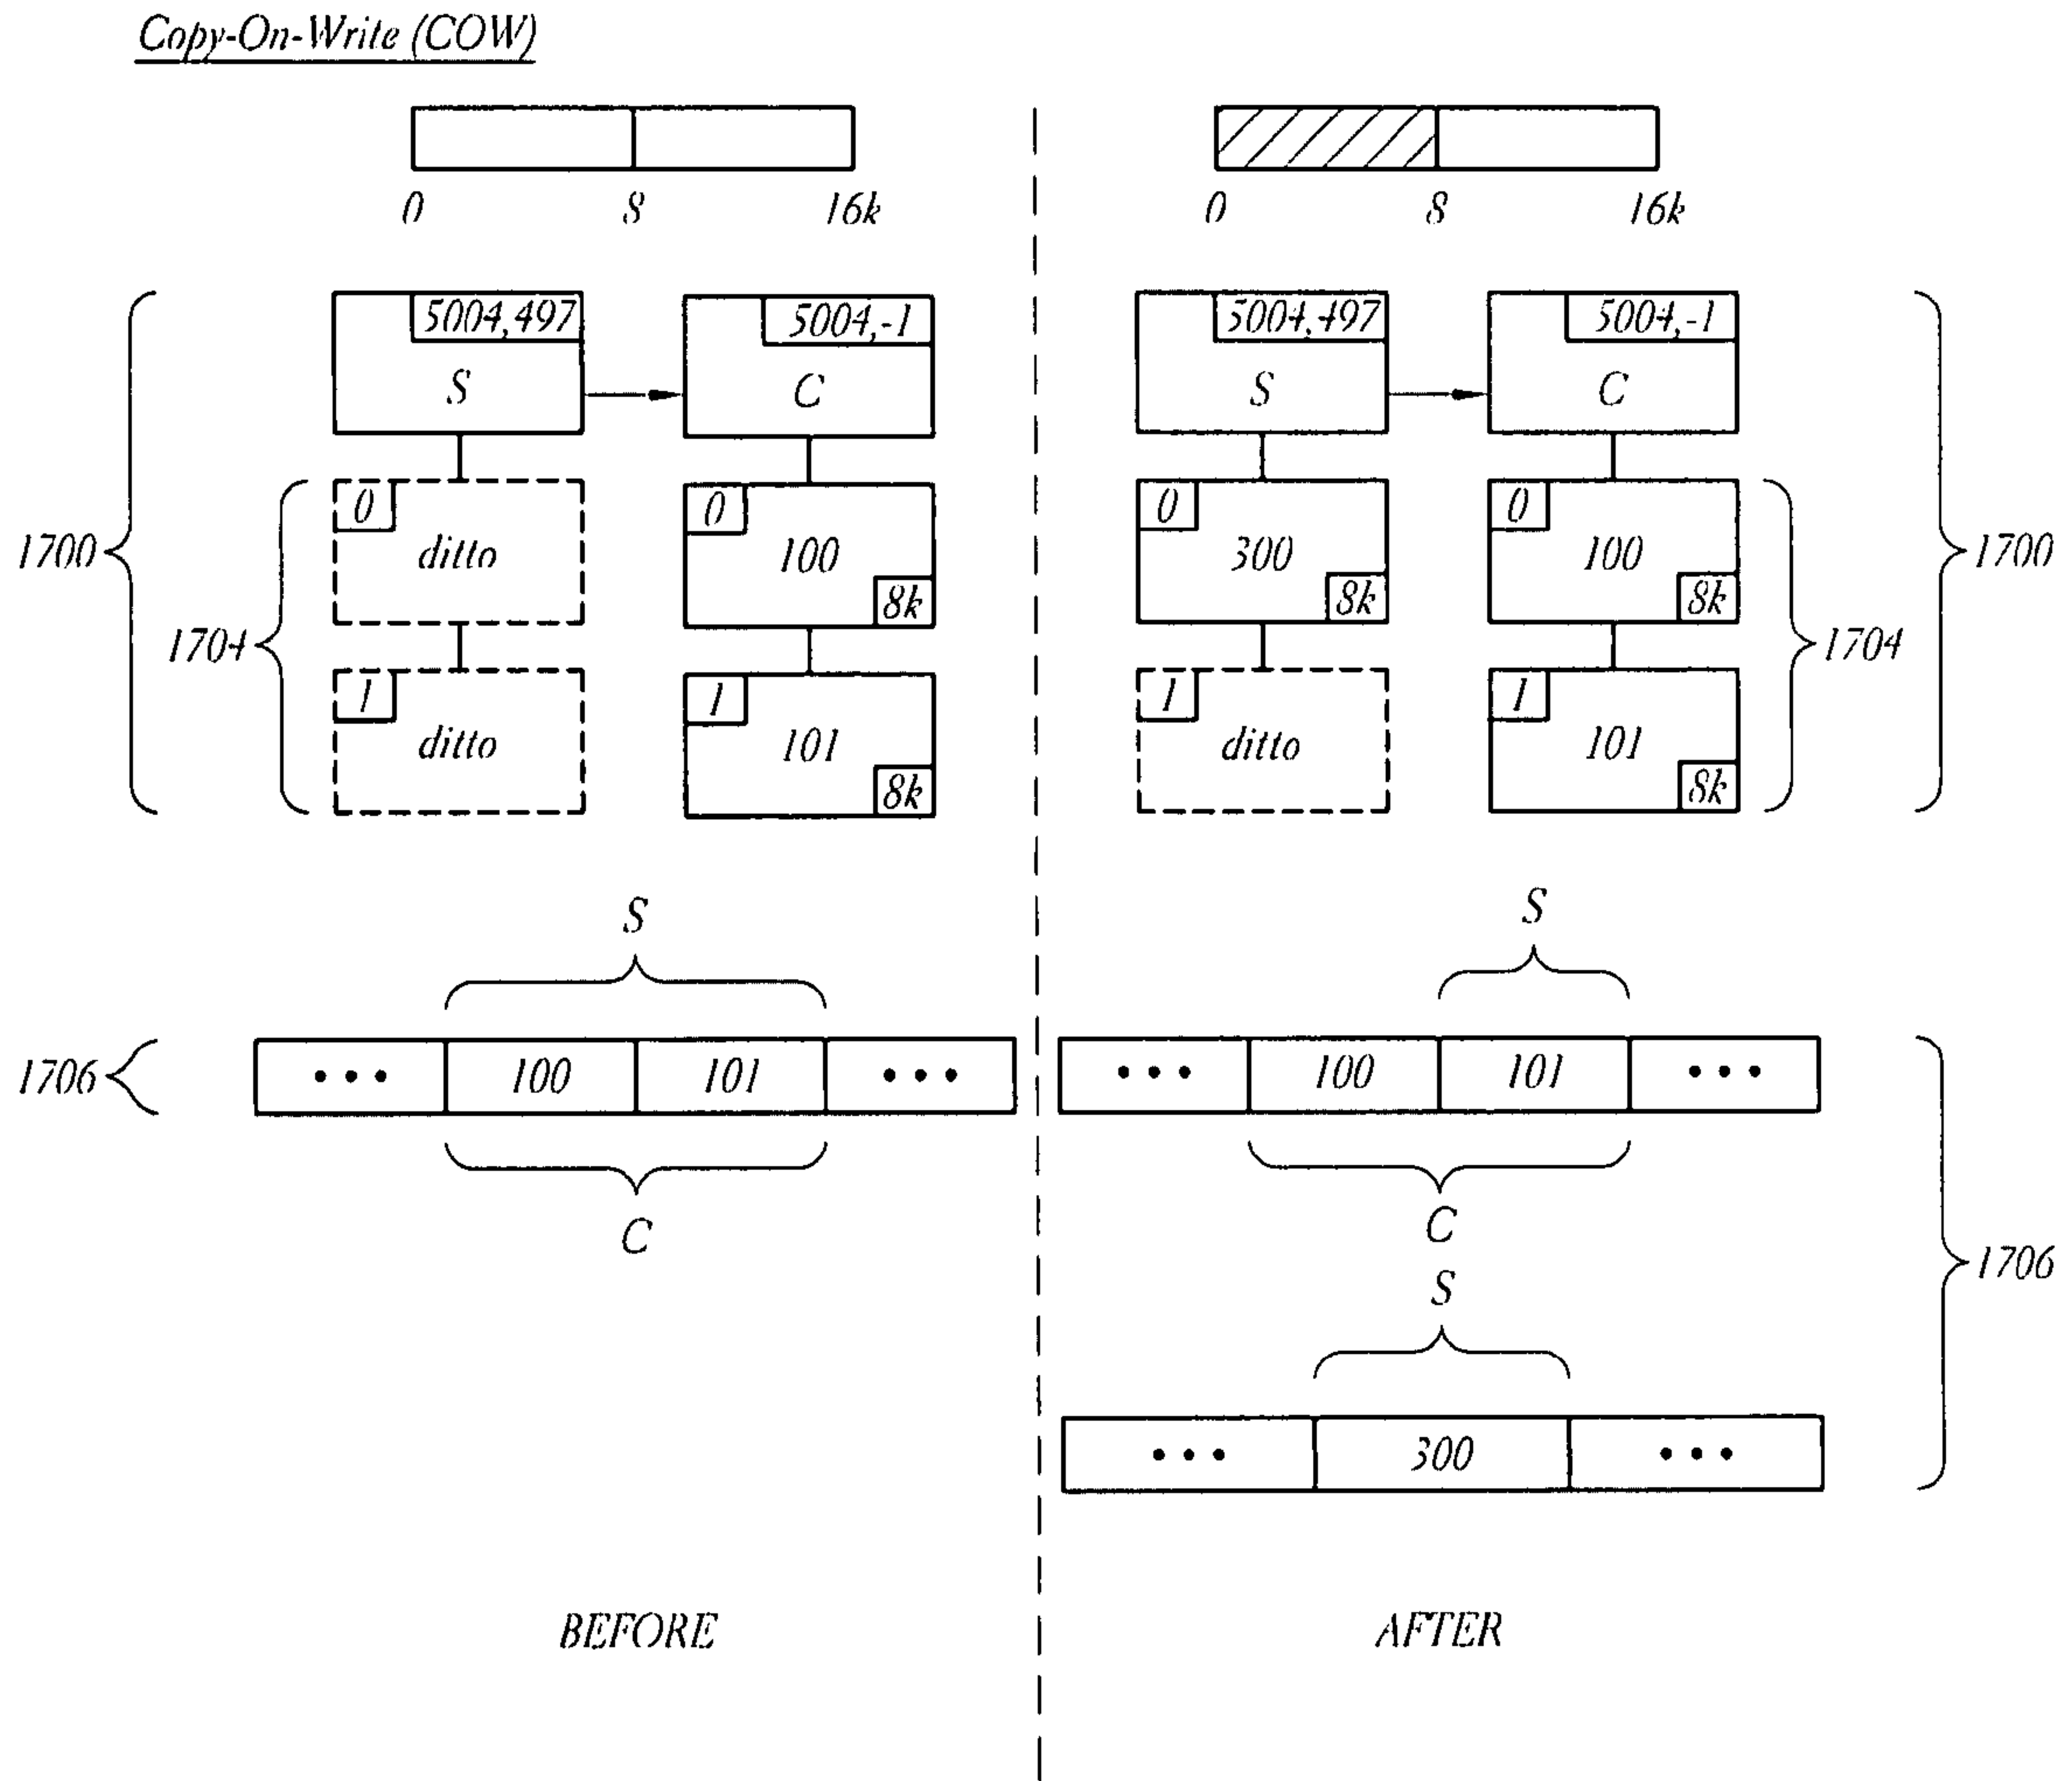 Copy-On-Write (COW)
0 8 16k
0 8 16k
5004,497 5004,-1
S C
5004,497 5004,-1
S C
1700
1704
0 ditto
0 100 8k
1 ditto
1 101 8k
0 300 8k
0 100 8k
1 ditto
1 101 8k
1704
1700
S
1706
••• 100 101 •••
C
S
••• 100 101 •••
C
S
••• 300 •••
1706
BEFORE
AFTER